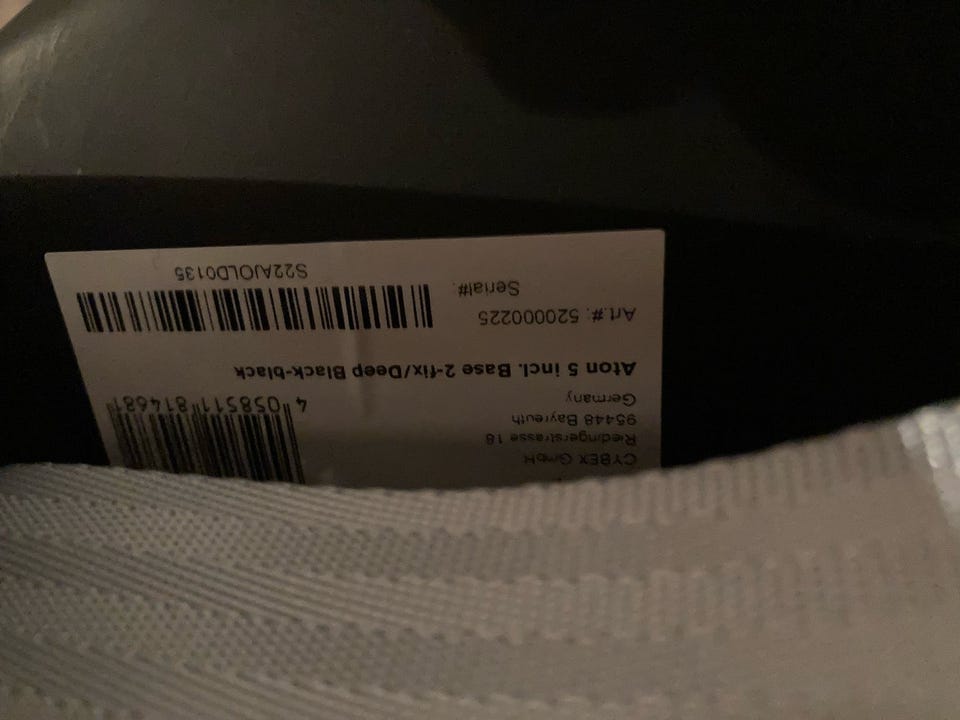 CYBEX GmbH
Riedingerstrasse 18
95448 Bayreuth
Germany
4 058511 814681
Aton 5 incl. Base 2-fix/Deep Black-black
Art.#: 520000225
Serial#:
S22AJOLD0135